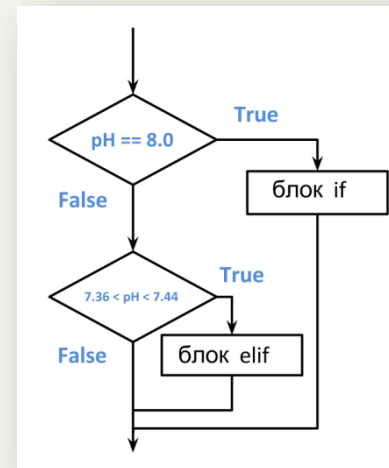 True
pH == 8.0
блок if
False
True
7.36 < pH < 7.44
False
блок elif